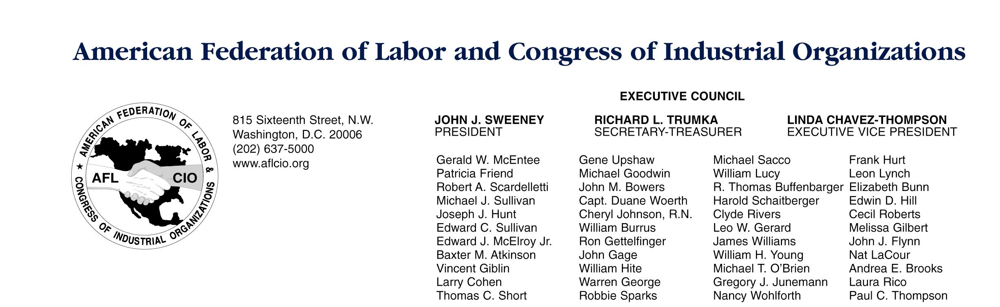 American Federation of Labor and Congress of Industrial Organizations
AMERICAN FEDERATION OF LABOR &
★ CONGRESS OF INDUSTRIAL ORGANIZATIONS
AFL CIO
815 Sixteenth Street, N.W.
Washington, D.C. 20006
(202) 637-5000
www.aflcio.org
EXECUTIVE COUNCIL
JOHN J. SWEENEY RICHARD L. TRUMKA LINDA CHAVEZ-THOMPSON
PRESIDENT SECRETARY-TREASURER EXECUTIVE VICE PRESIDENT
Gerald W. McEntee Gene Upshaw Michael Sacco Frank Hurt
Patricia Friend Michael Goodwin William Lucy Leon Lynch
Robert A. Scardelletti John M. Bowers R. Thomas Buffenbarger Elizabeth Bunn
Michael J. Sullivan Capt. Duane Woerth Harold Schaitberger Edwin D. Hill
Joseph J. Hunt Cheryl Johnson, R.N. Clyde Rivers Cecil Roberts
Edward C. Sullivan William Burrus Leo W. Gerard Melissa Gilbert
Edward J. McElroy Jr. Ron Gettelfinger James Williams John J. Flynn
Baxter M. Atkinson John Gage William H. Young Nat LaCour
Vincent Giblin William Hite Michael T. O'Brien Andrea E. Brooks
Larry Cohen Warren George Gregory J. Junemann Laura Rico
Thomas C. Short Robbie Sparks Nancy Wohlforth Paul C. Thompson